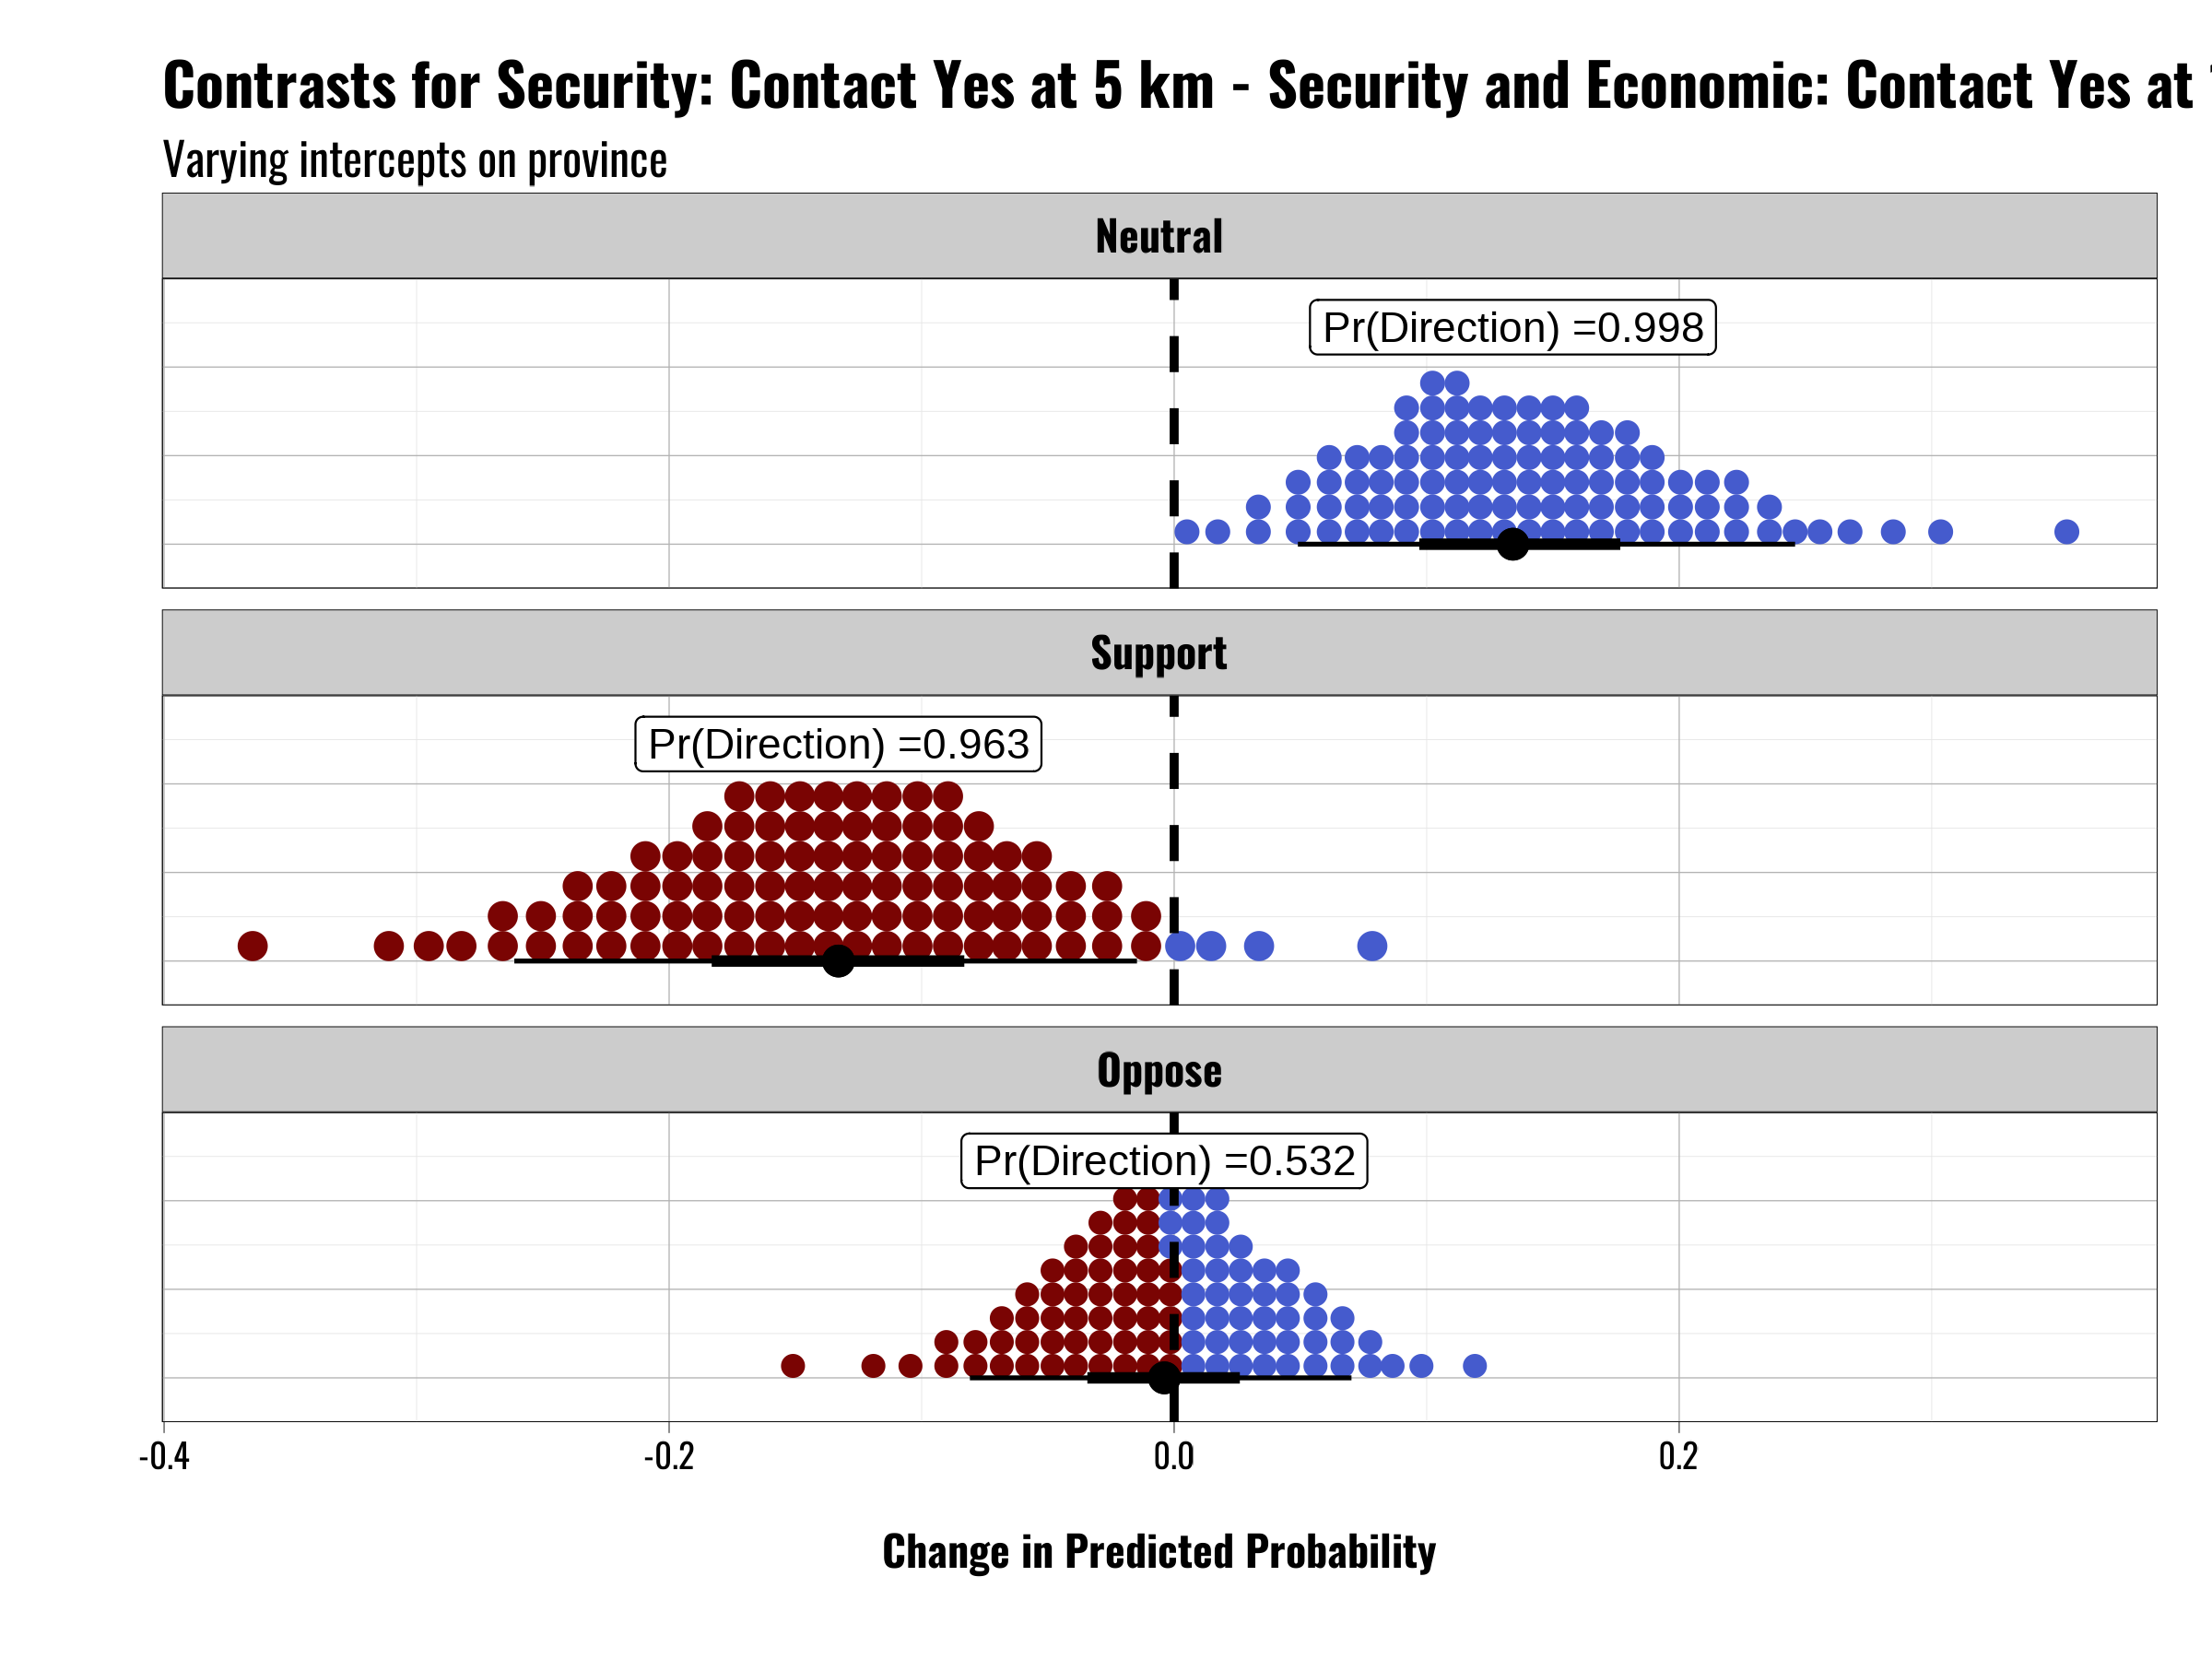 Contrasts for Security: Contact Yes at 5 km - Security and Economic: Contact Yes at
Varying intercepts on province
Neutral
Pr(Direction) =0.998
Support
Pr(Direction) =0.963
Oppose
Pr(Direction) =0.532
-0.4 -0.2 0.0 0.2
Change in Predicted Probability